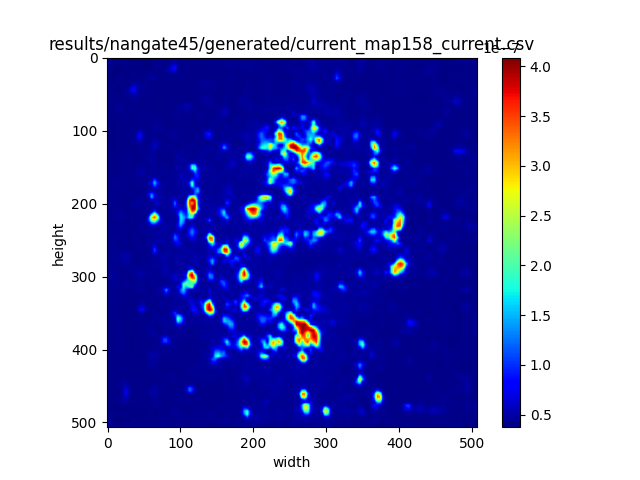 results/nangate45/generated/current_map158_current.csv
1e−7
0
100
200
300
400
500
height
0 100 200 300 400 500
width
4.0
3.5
3.0
2.5
2.0
1.5
1.0
0.5